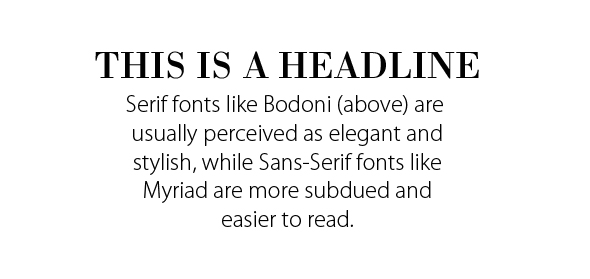 THIS IS A HEADLINE
Serif fonts like Bodoni (above) are
usually perceived as elegant and
stylish, while Sans-Serif fonts like
Myriad are more subdued and
easier to read.